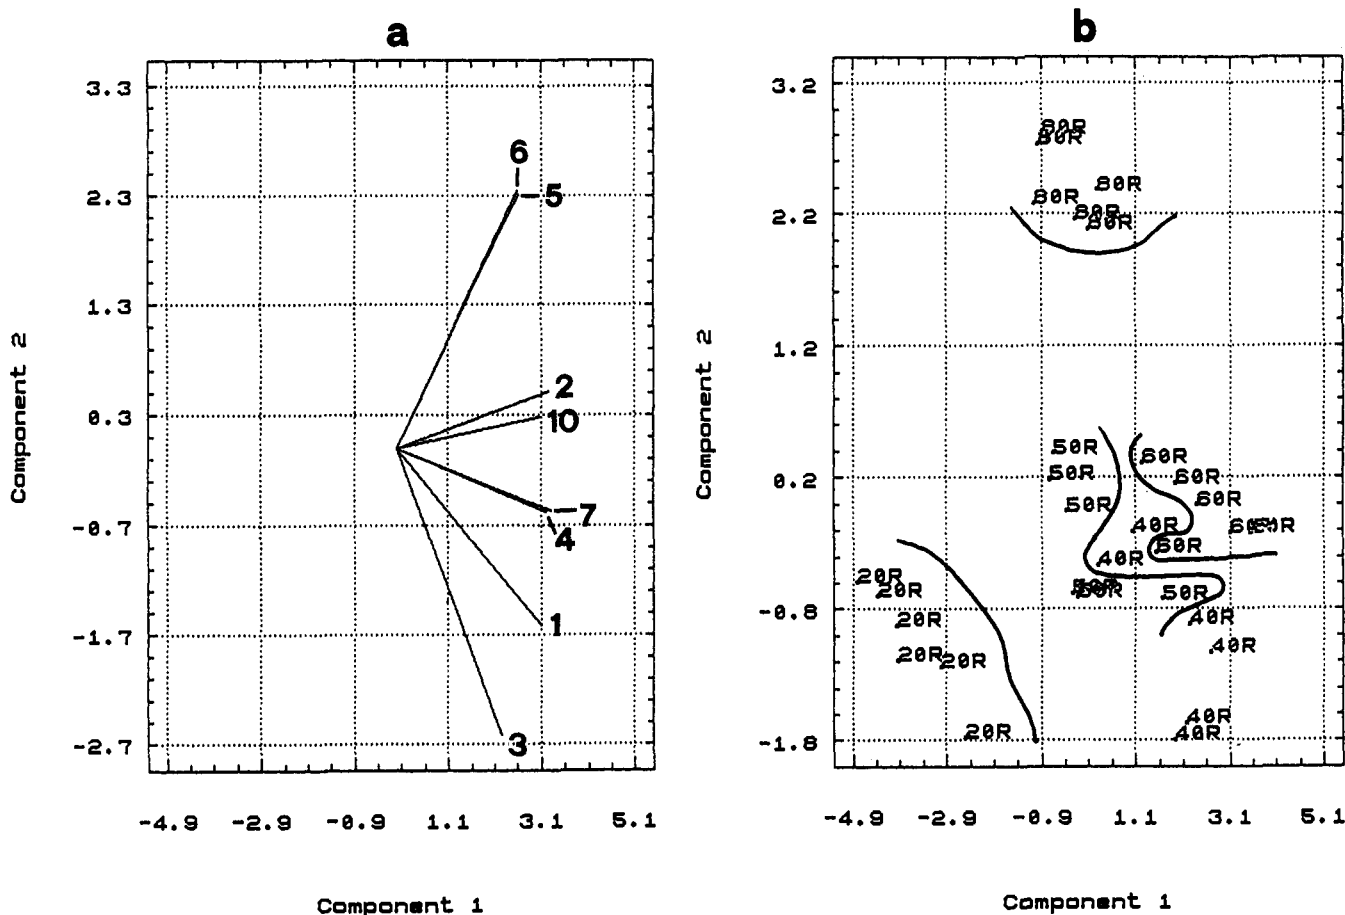 a
3.3
2.3
1.3
0.3
-0.7
-1.7
-2.7
Component 2
6
5
2
10
7
4
1
3
-4.9 -2.9 -0.9 1.1 3.1 5.1
Component 1
b
3.2
2.2
1.2
0.2
-0.8
-1.8
Component 2
80R
80R
80R
80R
80R
80R
50R
60R
50R
60R
60R
50R
40R
60R
60R
40R
20R
20R
50R
50R
20R
40R
20R
20R
40R
40R
20R
40R
-4.9 -2.9 -0.9 1.1 3.1 5.1
Component 1